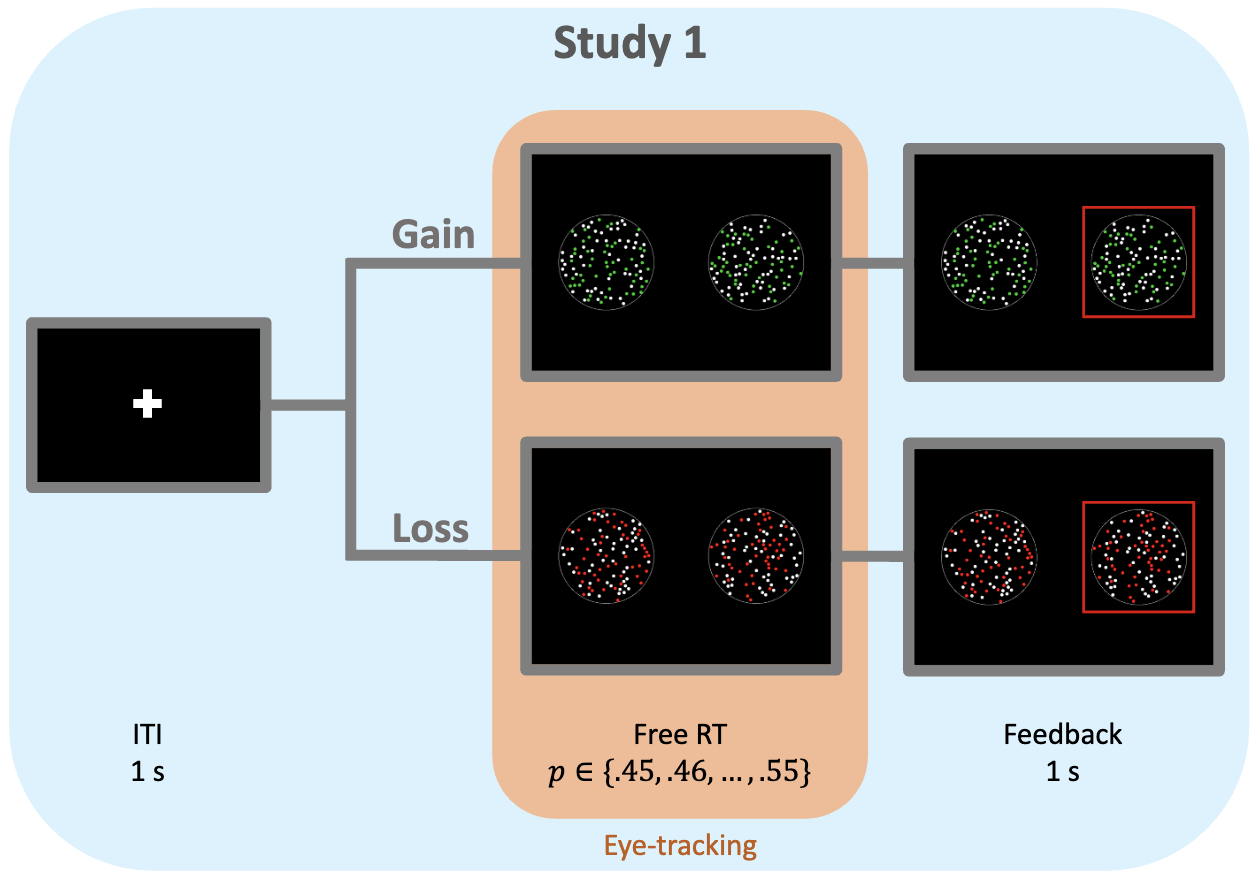 Study 1
Gain
Loss
ITI
1 s
Free RT
p ∈ {.45, .46, … , .55}
Feedback
1 s
Eye-tracking